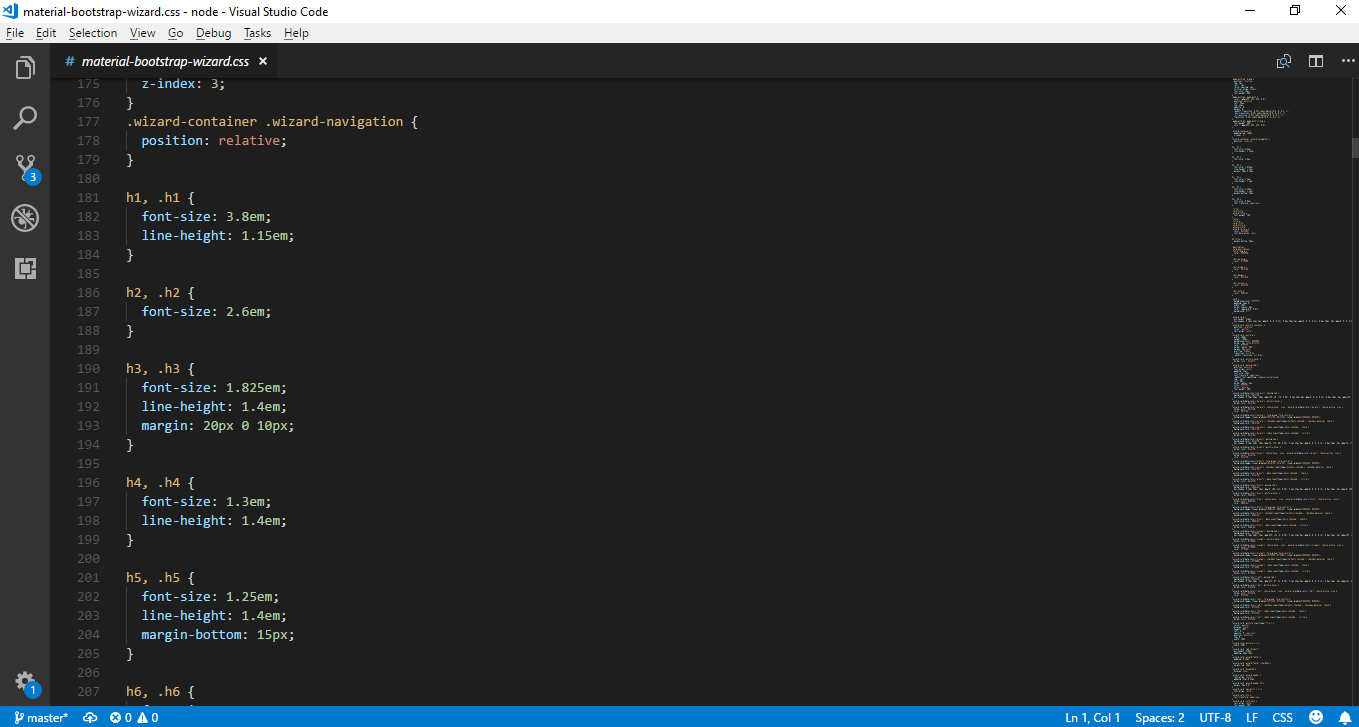 material-bootstrap-wizard.css - node - Visual Studio Code
File Edit Selection View Go Debug Tasks Help
# material-bootstrap-wizard.css ×
175 z-index: 3;
176 }
177 .wizard-container .wizard-navigation {
178 position: relative;
179 }
180
181 h1, .h1 {
182 font-size: 3.8em;
183 line-height: 1.15em;
184 }
185
186 h2, .h2 {
187 font-size: 2.6em;
188 }
189
190 h3, .h3 {
191 font-size: 1.825em;
192 line-height: 1.4em;
193 margin: 20px 0 10px;
194 }
195
196 h4, .h4 {
197 font-size: 1.3em;
198 line-height: 1.4em;
199 }
200
201 h5, .h5 {
202 font-size: 1.25em;
203 line-height: 1.4em;
204 margin-bottom: 15px;
205 }
206
207 h6, .h6 {
3
1
master* 0 0 Ln 1, Col 1 Spaces: 2 UTF-8 LF CSS